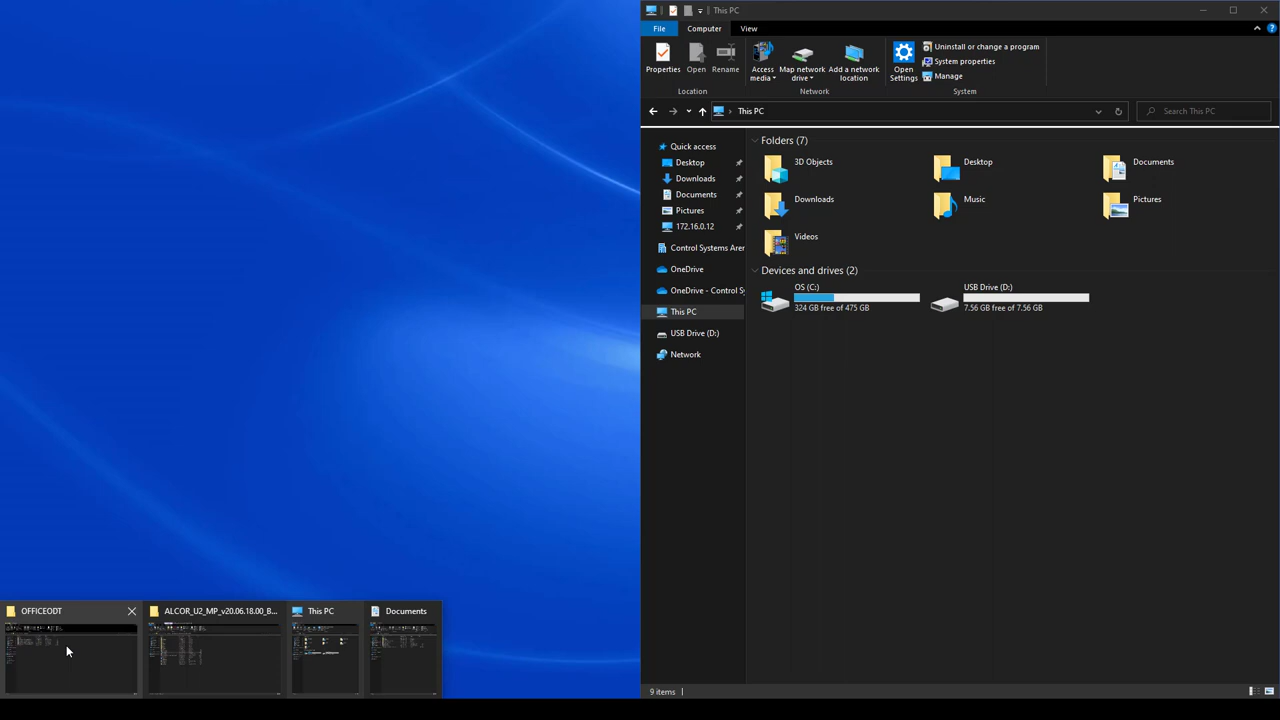 This PC
File Computer View
Properties Open Rename Access media Map network drive Add a network location Open Settings Uninstall or change a program
System properties
Manage
Location Network System
This PC Search This PC
Quick access
Desktop
Downloads
Documents
Pictures
172.16.0.12
Control Systems Aren
OneDrive
OneDrive - Control Sy
This PC
USB Drive (D:)
Network
Folders (7)
3D Objects Desktop Documents
Downloads Music Pictures
Videos
Devices and drives (2)
OS (C:) USB Drive (D:)
324 GB free of 475 GB 7.56 GB free of 7.56 GB
OFFICEODT ALCOR_U2_MP_v20.06.18.00_B... This PC Documents
9 items